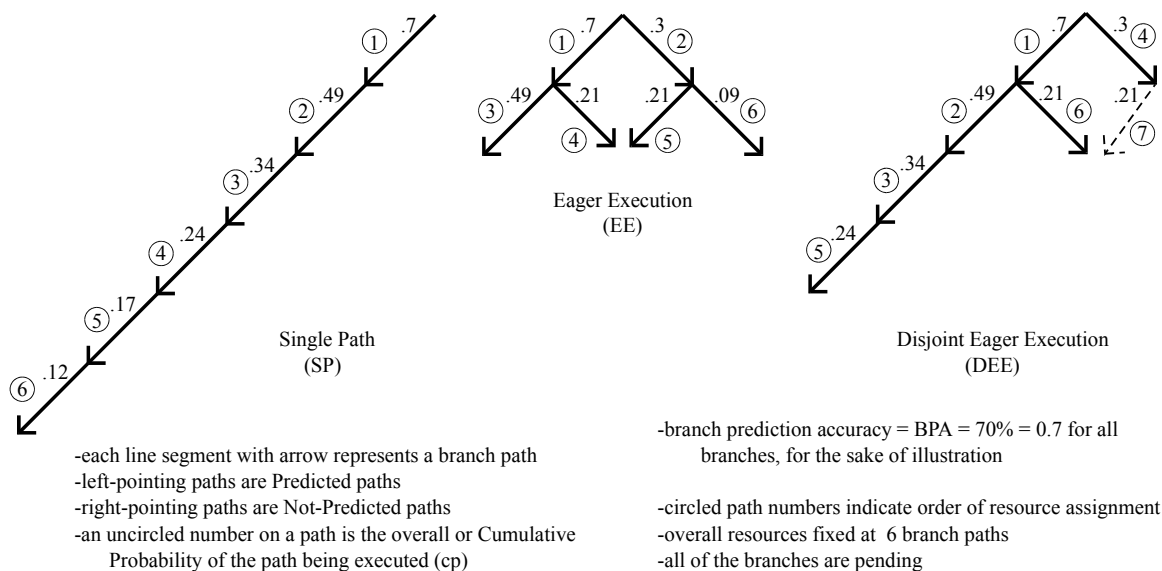 .7
1
.49
2
.34
3
.24
4
.17
5
.12
6
Single Path
(SP)
.7
1
.3
2
.49
3
.21
4
.21
5
.09
6
Eager Execution
(EE)
.7
1
.3
4
.49
2
.21
6
.21
7
.34
3
.24
5
Disjoint Eager Execution
(DEE)
-each line segment with arrow represents a branch path
-left-pointing paths are Predicted paths
-right-pointing paths are Not-Predicted paths
-an uncircled number on a path is the overall or Cumulative
Probability of the path being executed (cp)
-branch prediction accuracy = BPA = 70% = 0.7 for all
branches, for the sake of illustration
-circled path numbers indicate order of resource assignment
-overall resources fixed at 6 branch paths
-all of the branches are pending